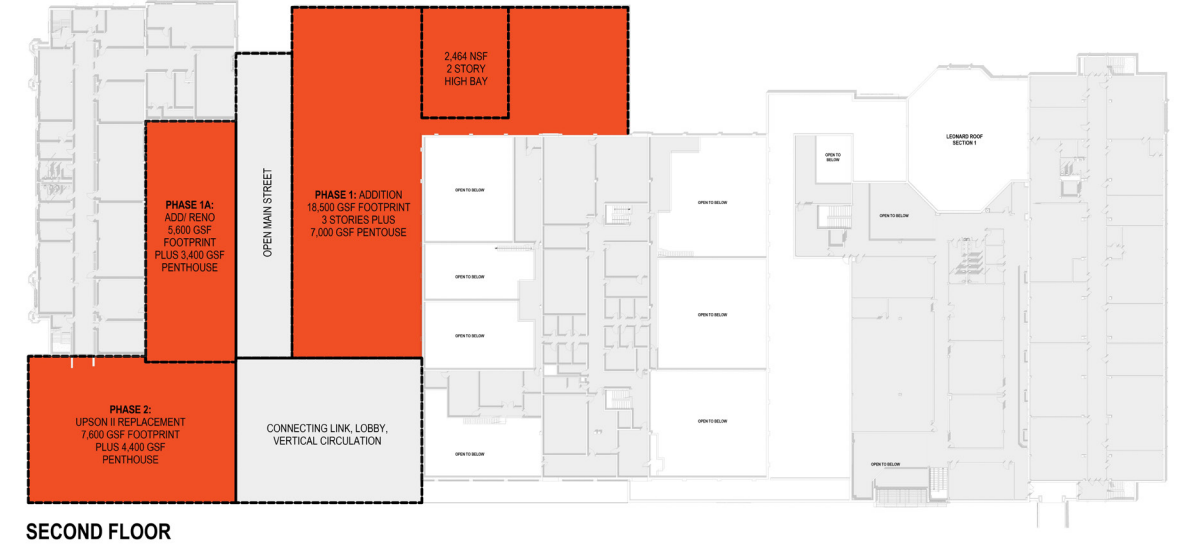 2,464 NSF
2 STORY
HIGH BAY
LEONARD ROOF
SECTION 1
OPEN TO
BELOW
OPEN TO BELOW
OPEN TO BELOW
OPEN TO BELOW
PHASE 1A:
ADD/ RENO
5,600 GSF
FOOTPRINT
PLUS 3,400 GSF
PENTHOUSE
OPEN MAIN STREET
PHASE 1: ADDITION
18,500 GSF FOOTPRINT
3 STORIES PLUS
7,000 GSF PENTOUSE
OPEN TO BELOW
OPEN TO BELOW
OPEN TO BELOW
PHASE 2:
UPSON II REPLACEMENT
7,600 GSF FOOTPRINT
PLUS 4,400 GSF
PENTHOUSE
CONNECTING LINK, LOBBY,
VERTICAL CIRCULATION
OPEN TO BELOW
OPEN TO BELOW
OPEN TO BELOW
SECOND FLOOR